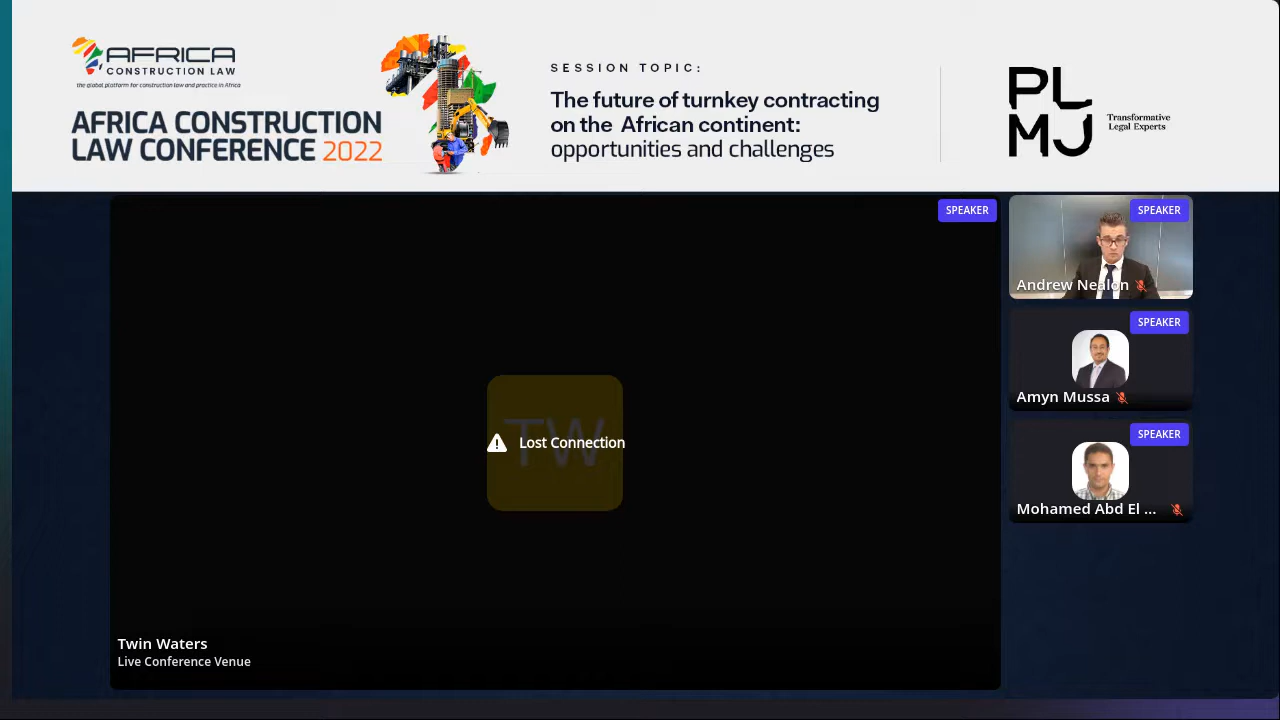 AFRICA
CONSTRUCTION LAW
the global platform for construction law and practice in Africa
AFRICA CONSTRUCTION
LAW CONFERENCE 2022
SESSION TOPIC:
The future of turnkey contracting
on the African continent:
opportunities and challenges
PL
MJ
Transformative
Legal Experts
SPEAKER
TW
Lost Connection
Twin Waters
Live Conference Venue
SPEAKER
Andrew Nealon
SPEAKER
Amyn Mussa
SPEAKER
Mohamed Abd El ...